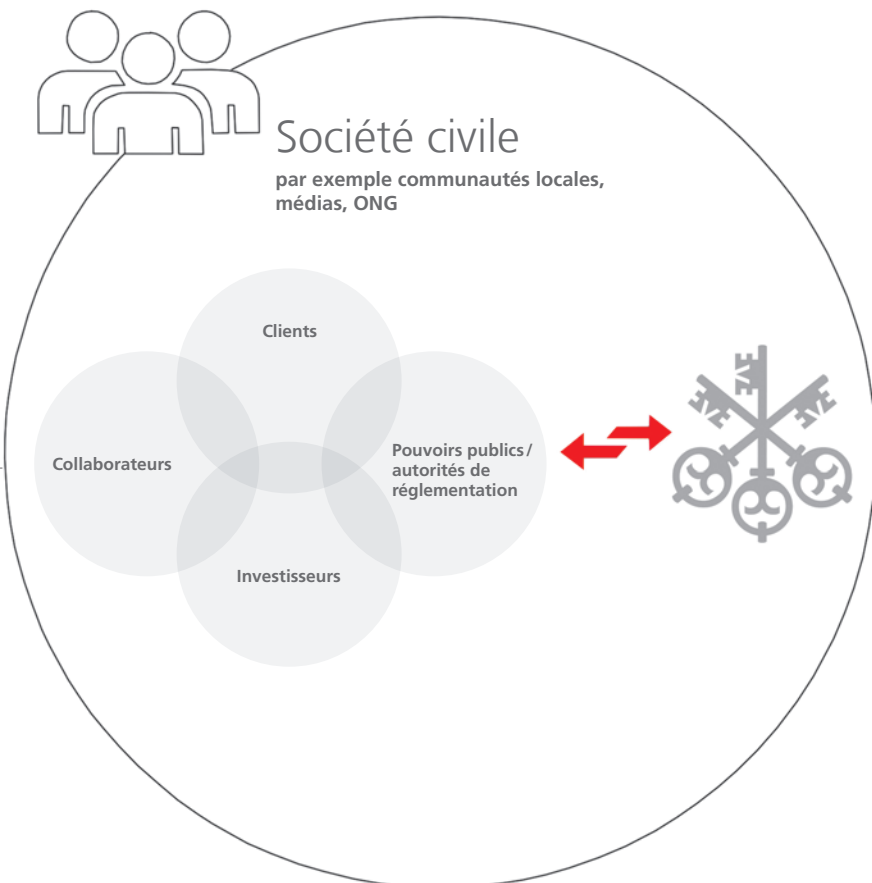 Société civile
par exemple communautés locales,
médias, ONG
Clients
Collaborateurs
Pouvoirs publics/
autorités de
réglementation
Investisseurs